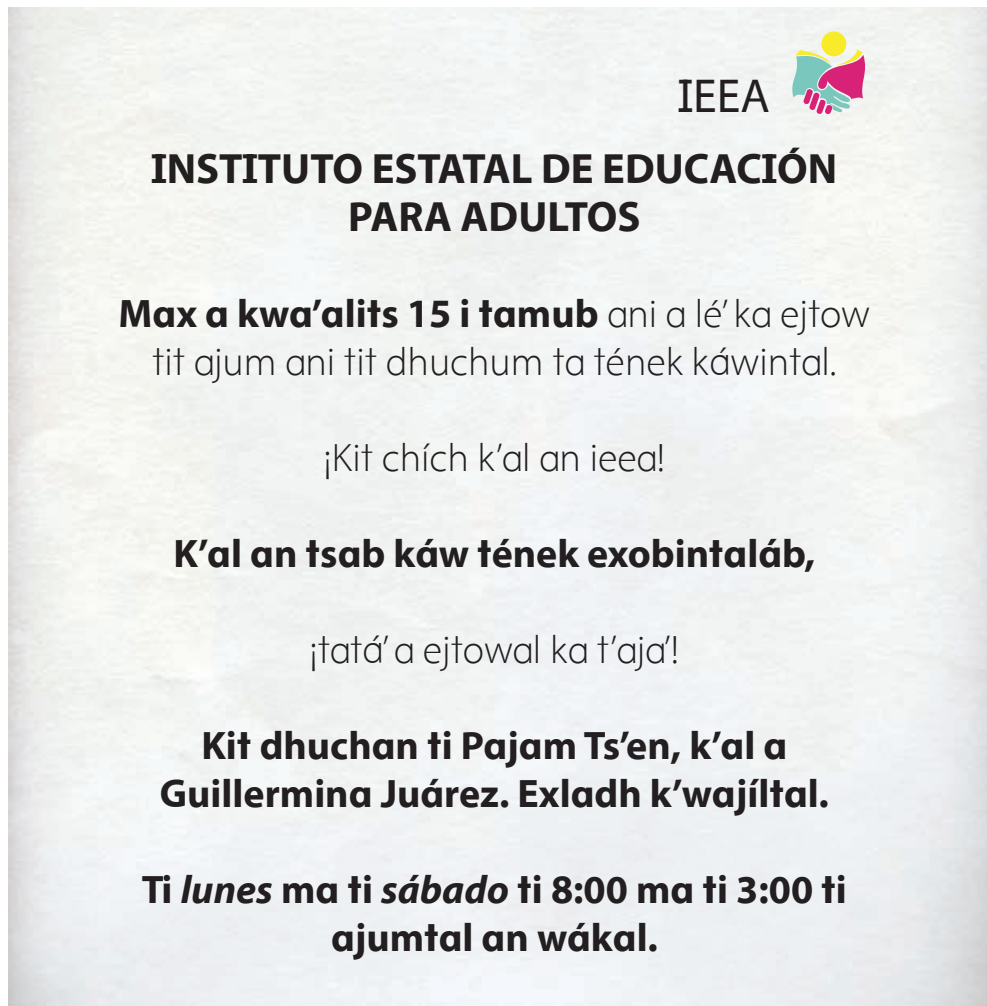 IEEA
INSTITUTO ESTATAL DE EDUCACIÓN
PARA ADULTOS
Max a kwa’alits 15 i tamub ani a lé’ ka ejtow
tit ajum ani tit dhuchum ta tének káwintal.
¡Kit chích k’al an ieea!
K’al an tsab káw tének exobintaláb,
¡tatá’ a ejtowal ka t’aja’!
Kit dhuchan ti Pajam Ts’en, k’al a
Guillermina Juárez. Exladh k’wajíltal.
Ti lunes ma ti sábado ti 8:00 ma ti 3:00 ti
ajumtal an wákal.